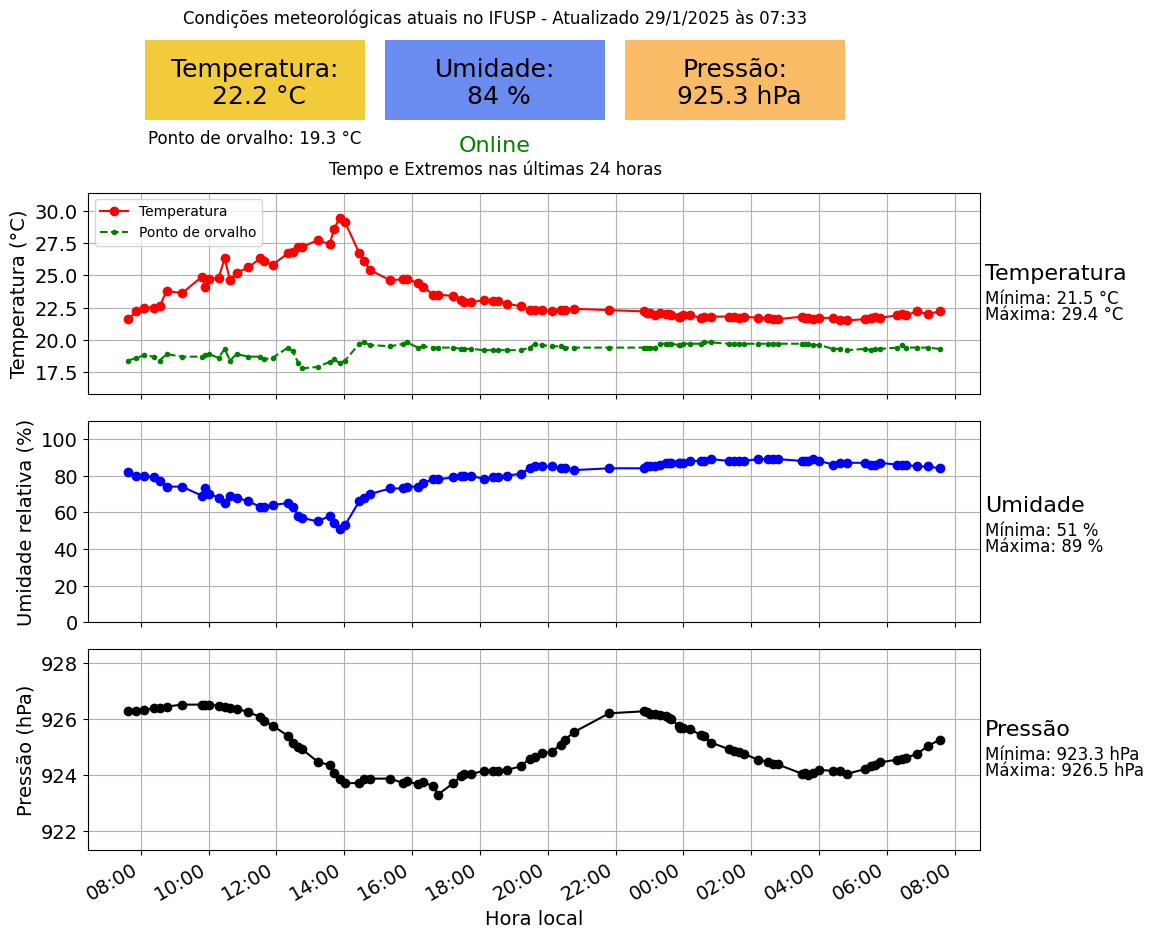 Condições meteorológicas atuais no IFUSP - Atualizado 29/1/2025 às 07:33
Temperatura:
22.2 °C
Umidade:
84 %
Pressão:
925.3 hPa
Ponto de orvalho: 19.3 °C
Online
Tempo e Extremos nas últimas 24 horas
Temperatura (°C)
30.0
27.5
25.0
22.5
20.0
17.5
Temperatura
Ponto de orvalho
Temperatura
Mínima: 21.5 °C
Máxima: 29.4 °C
Umidade relativa (%)
100
80
60
40
20
0
Umidade
Mínima: 51 %
Máxima: 89 %
Pressão (hPa)
928
926
924
922
Pressão
Mínima: 923.3 hPa
Máxima: 926.5 hPa
08:00
10:00
12:00
14:00
16:00
18:00
20:00
22:00
00:00
02:00
04:00
06:00
08:00
Hora local